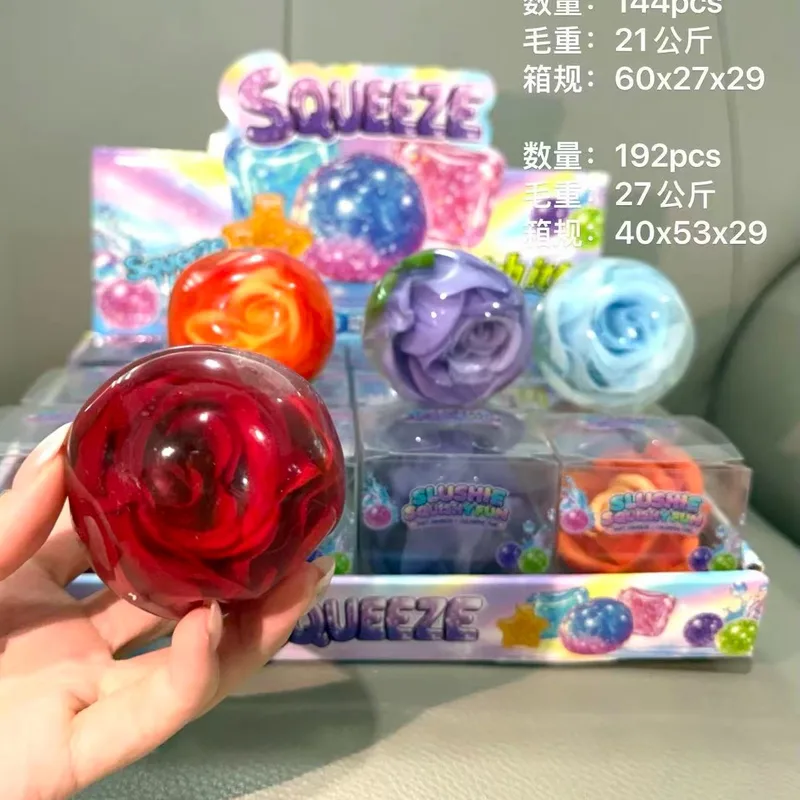 数量：144pcs
毛重：21公斤
箱规：60x27x29
数量：192pcs
毛重：27公斤
箱规：40x53x29
SQUEEZE
SQUEEZE
SLUSHIE
SQUISHY FUN
SLUSHIE
SQUISHY FUN
SQUEEZE